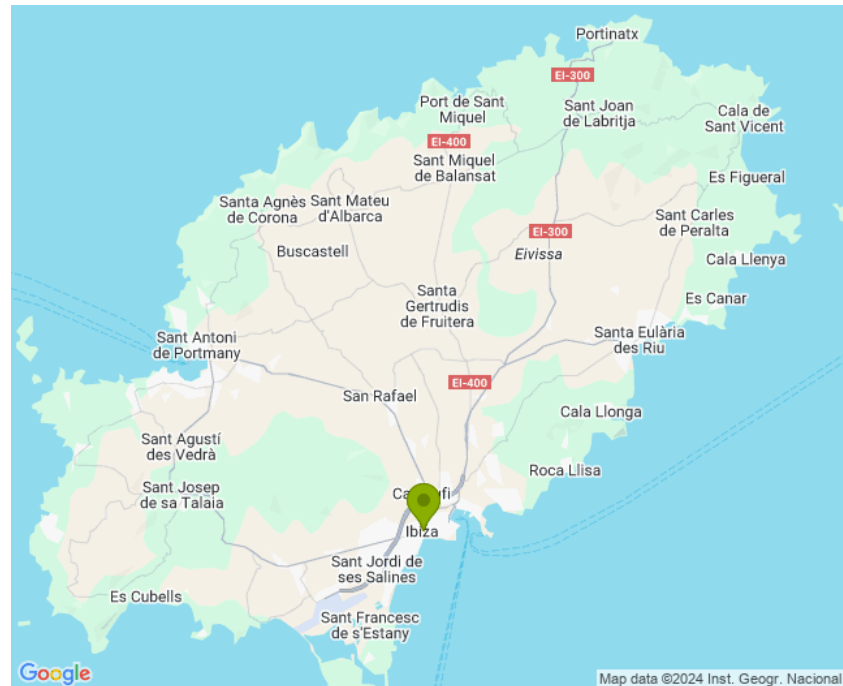 Portinatx
EI-300
Port de Sant
Miquel
Sant Joan
de Labritja
Cala de
Sant Vicent
EI-400
Sant Miquel
de Balansat
Es Figueral
Santa Agnès
de Corona
Sant Mateu
d'Albarca
Sant Carles
de Peralta
EI-300
Buscastell
Eivissa
Cala Llenya
Santa
Gertrudis
de Fruitera
Es Canar
Sant Antoni
de Portmany
Santa Eulària
des Riu
EI-400
San Rafael
Cala Llonga
Sant Agustí
des Vedrà
Roca Llisa
Sant Josep
de sa Talaia
Ibiza
Sant Jordi de
ses Salines
Es Cubells
Sant Francesc
de s'Estany
Google
Map data ©2024 Inst. Geogr. Nacional